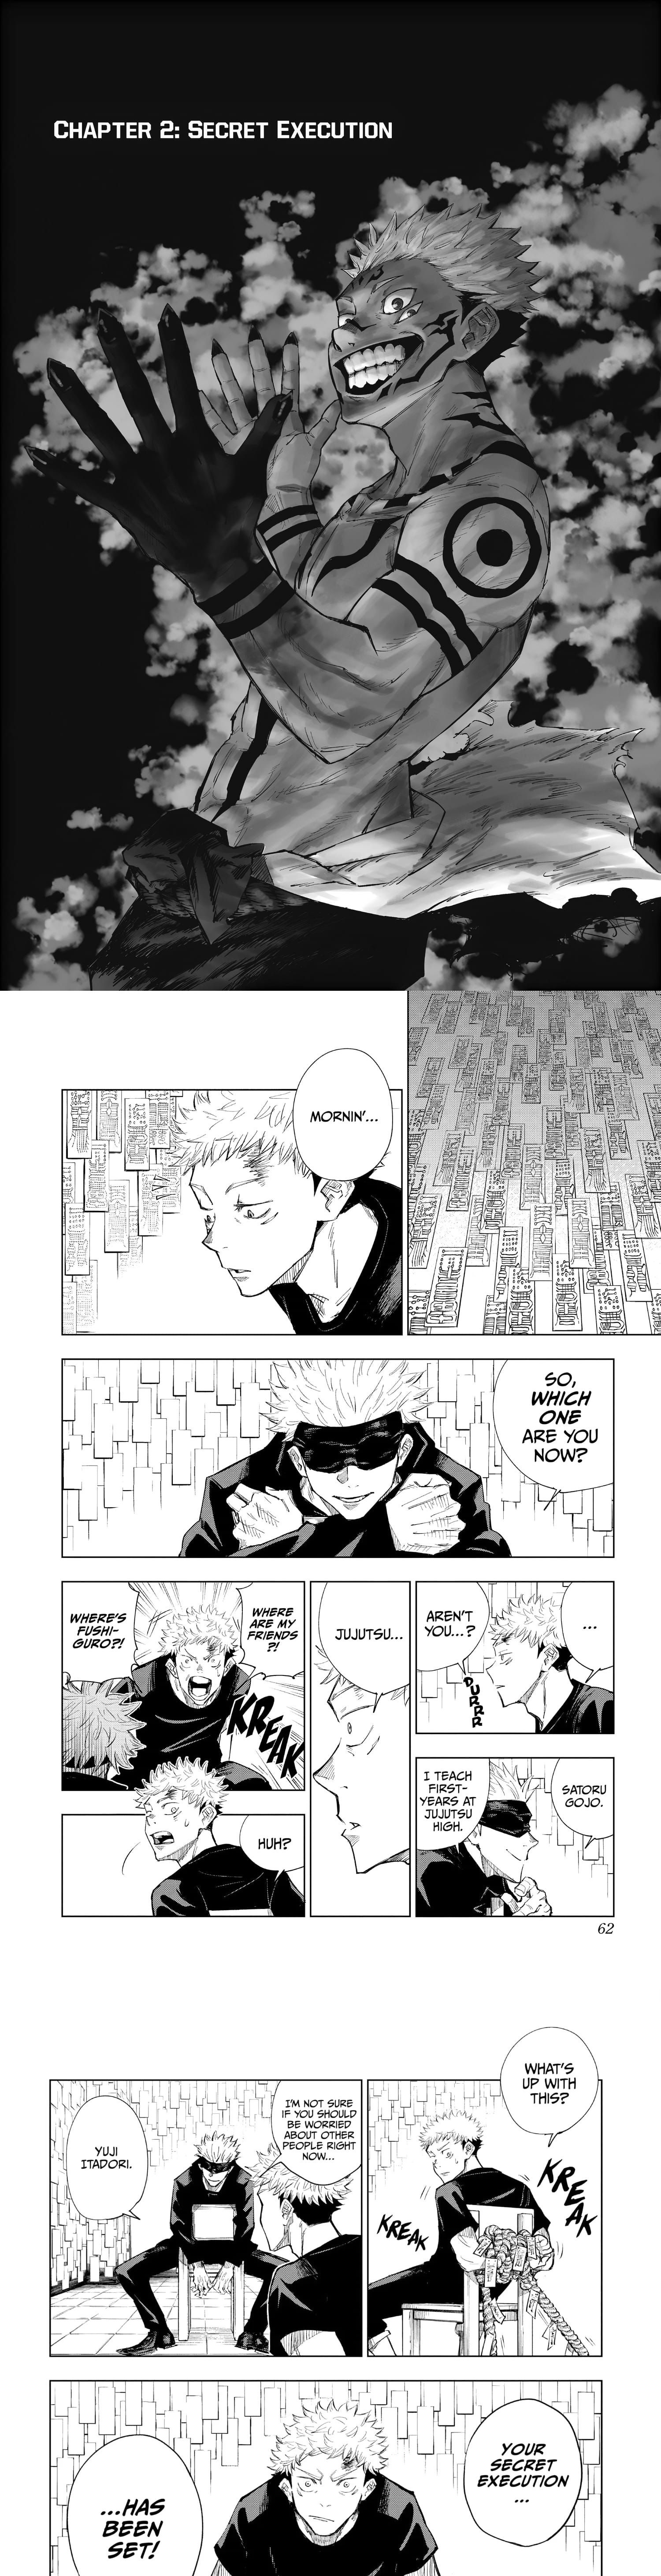 CHAPTER 2: SECRET EXECUTION
MORNIN'...
SO,
WHICH
ONE
ARE YOU
NOW?
...
AREN'T
YOU...?
DURRR
SATORU
GOJO.
I TEACH
FIRST-
YEARS AT
JUJUTSU
HIGH.
JUJUTSU...
WHERE
ARE MY
FRIENDS
?!
WHERE'S
FUSHI-
GURO?!
KREAK
HUH?
62
WHAT'S
UP WITH
THIS?
KREAK
KREAK
I'M NOT SURE
IF YOU SHOULD
BE WORRIED
ABOUT OTHER
PEOPLE RIGHT
NOW...
YUJI
ITADORI.
YOUR
SECRET
EXECUTION
...
...HAS
BEEN
SET!